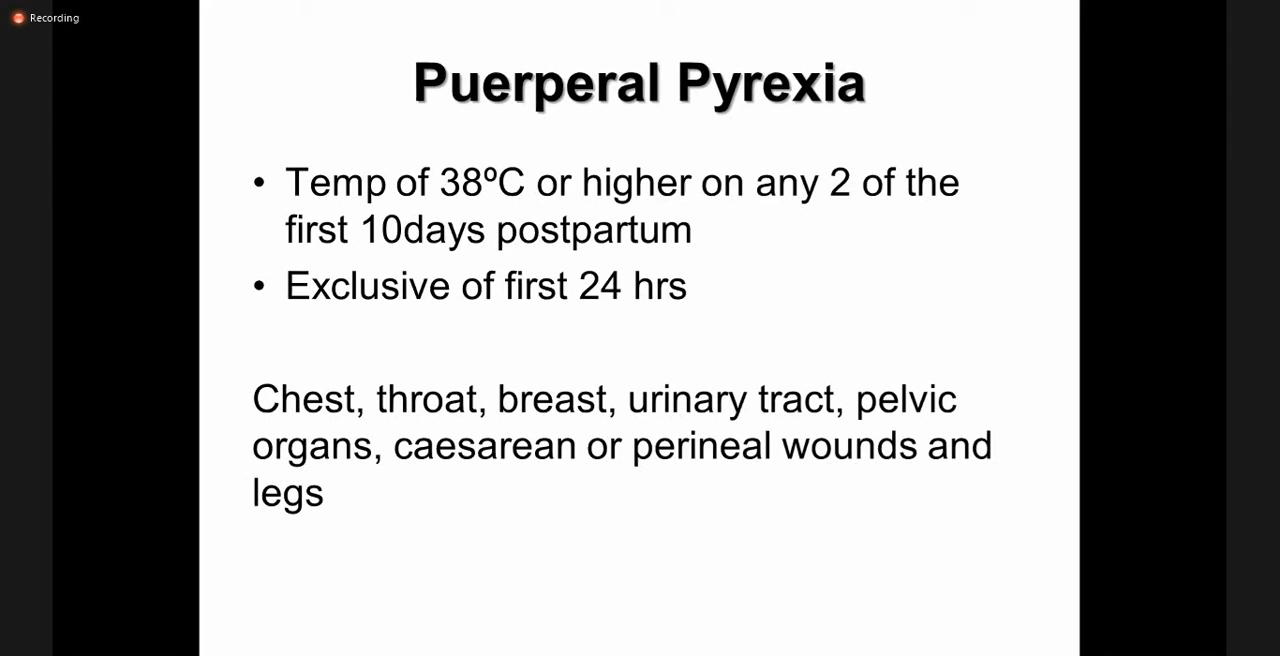 Recording
Puerperal Pyrexia
• Temp of 38ºC or higher on any 2 of the
first 10days postpartum
• Exclusive of first 24 hrs
Chest, throat, breast, urinary tract, pelvic
organs, caesarean or perineal wounds and
legs